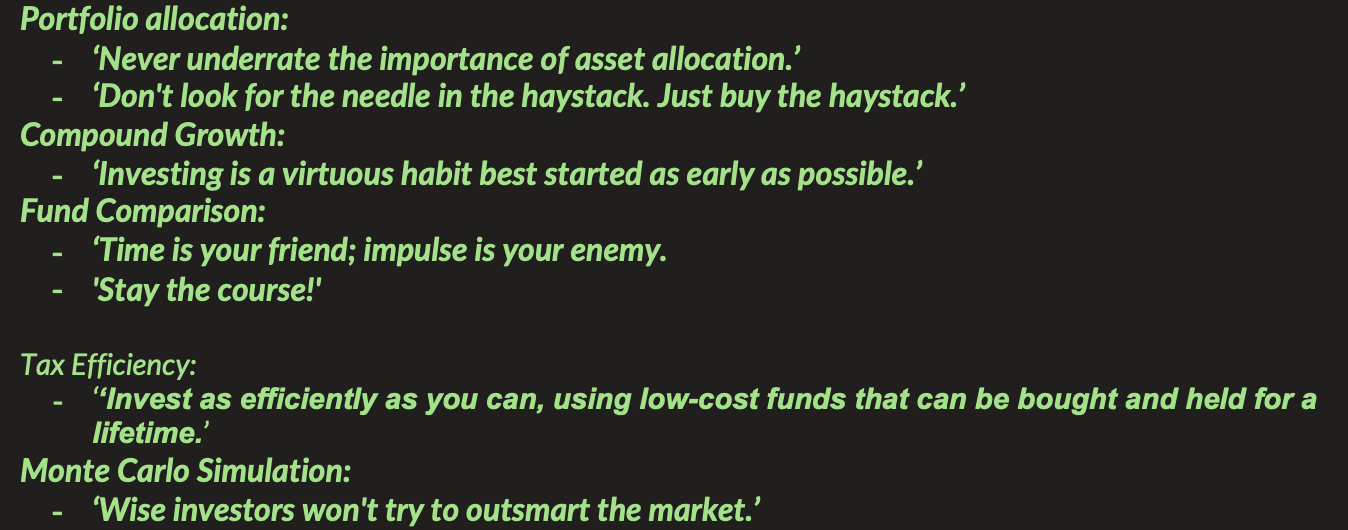 Portfolio allocation:
- ‘Never underrate the importance of asset allocation.’
- ‘Don't look for the needle in the haystack. Just buy the haystack.’
Compound Growth:
- ‘Investing is a virtuous habit best started as early as possible.’
Fund Comparison:
- ‘Time is your friend; impulse is your enemy.
- 'Stay the course!'
Tax Efficiency:
- ‘‘Invest as efficiently as you can, using low-cost funds that can be bought and held for a
lifetime.’
Monte Carlo Simulation:
- ‘Wise investors won't try to outsmart the market.’